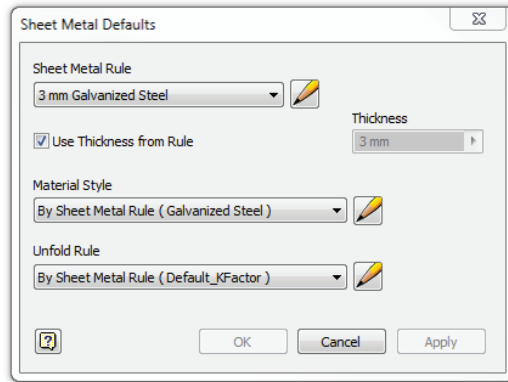 Sheet Metal Defaults
Sheet Metal Rule
3 mm Galvanized Steel
Thickness
Use Thickness from Rule
3 mm
Material Style
By Sheet Metal Rule ( Galvanized Steel )
Unfold Rule
By Sheet Metal Rule ( Default_KFactor )
? OK Cancel Apply